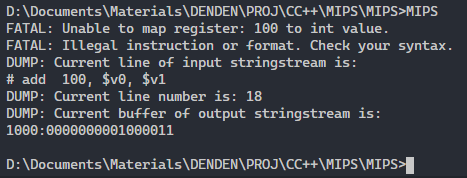 D:\Documents\Materials\DENDEN\PROJ\CC++\MIPS\MIPS>MIPS
FATAL: Unable to map register: 100 to int value.
FATAL: Illegal instruction or format. Check your syntax.
DUMP: Current line of input stringstream is:
# add  100, $v0, $v1
DUMP: Current line number is: 18
DUMP: Current buffer of output stringstream is:
1000:0000000001000011
D:\Documents\Materials\DENDEN\PROJ\CC++\MIPS\MIPS>